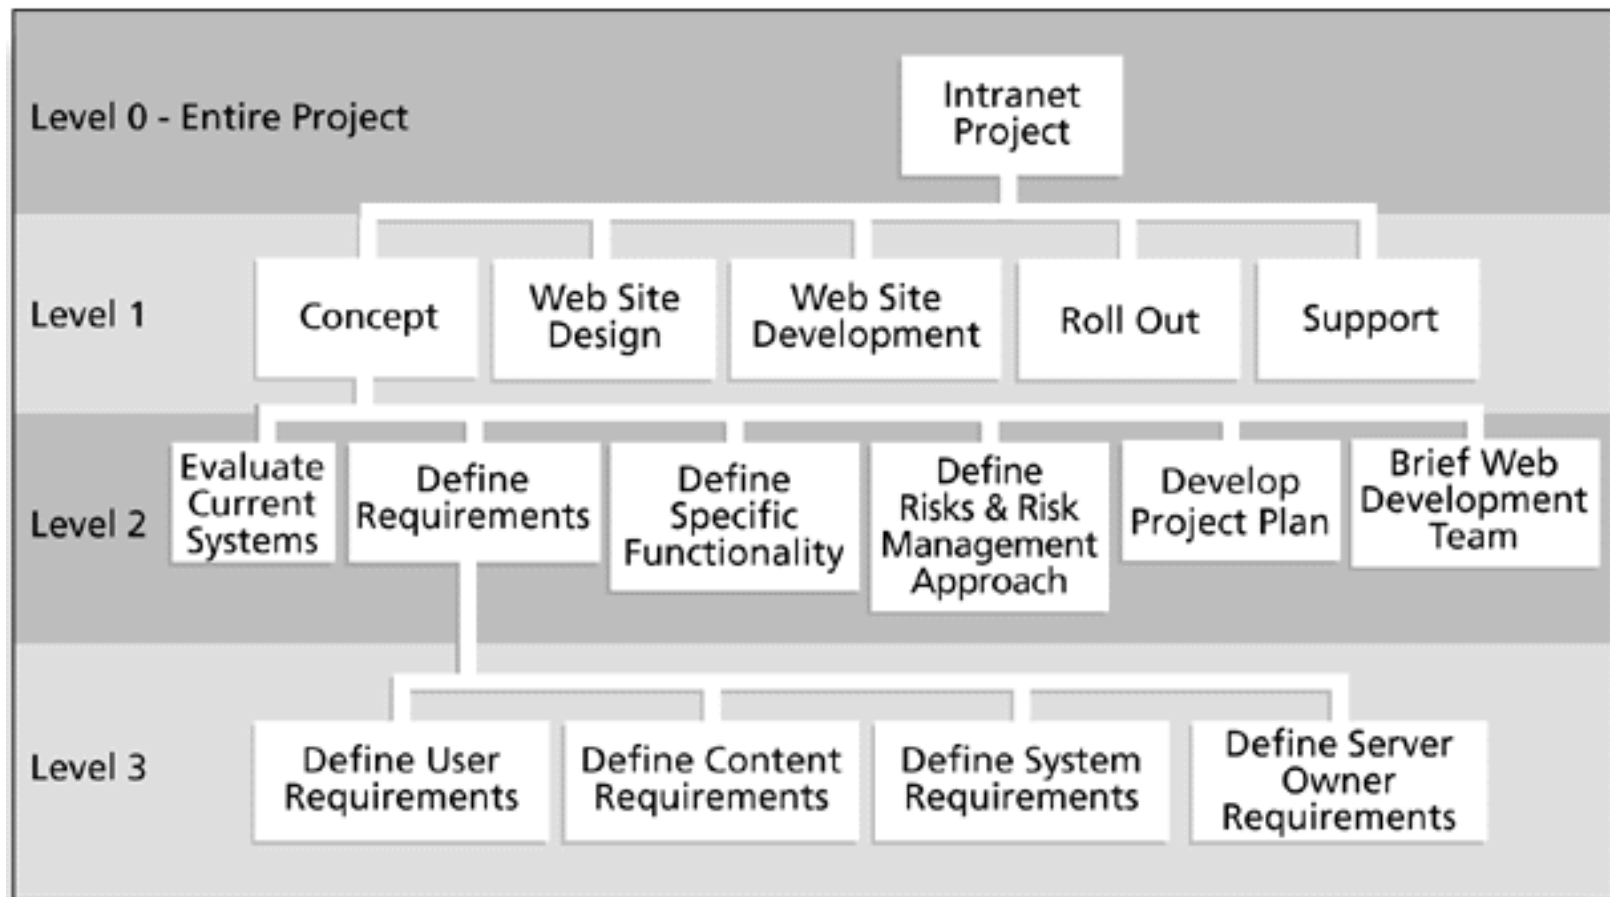 Level 0 - Entire Project
Intranet
Project
Level 1
Concept
Web Site
Design
Web Site
Development
Roll Out
Support
Level 2
Evaluate
Current
Systems
Define
Requirements
Define
Specific
Functionality
Define
Risks & Risk
Management
Approach
Develop
Project Plan
Brief Web
Development
Team
Level 3
Define User
Requirements
Define Content
Requirements
Define System
Requirements
Define Server
Owner
Requirements